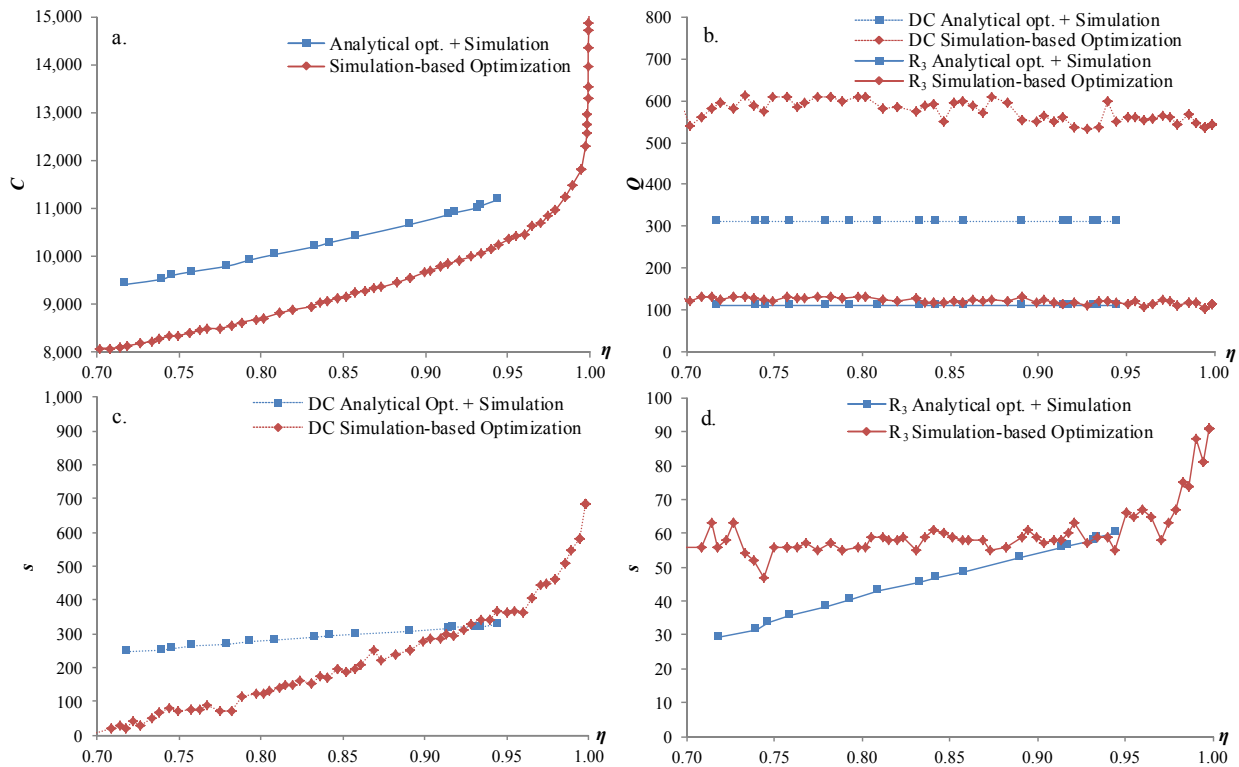 a.
Analytical opt. + Simulation
Simulation-based Optimization
15,000
14,000
13,000
12,000
11,000
10,000
9,000
8,000
C
0.70 0.75 0.80 0.85 0.90 0.95 1.00
η
b.
DC Analytical opt. + Simulation
DC Simulation-based Optimization
R3 Analytical opt. + Simulation
R3 Simulation-based Optimization
800
700
600
500
400
300
200
100
0
Q
0.70 0.75 0.80 0.85 0.90 0.95 1.00
η
c.
DC Analytical Opt. + Simulation
DC Simulation-based Optimization
1,000
900
800
700
600
500
400
300
200
100
0
s
0.70 0.75 0.80 0.85 0.90 0.95 1.00
η
d.
R3 Analytical opt. + Simulation
R3 Simulation-based Optimization
100
90
80
70
60
50
40
30
20
10
0
s
0.70 0.75 0.80 0.85 0.90 0.95 1.00
η